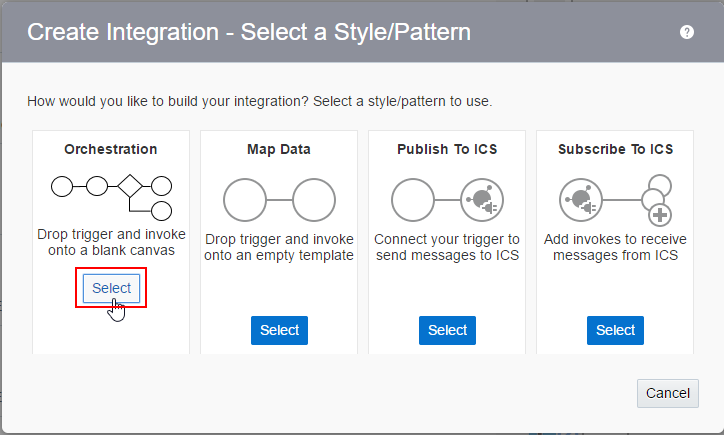 Create Integration - Select a Style/Pattern
?
How would you like to build your integration? Select a style/pattern to use.
Orchestration
Drop trigger and invoke
onto a blank canvas
Select
Map Data
Drop trigger and invoke
onto an empty template
Select
Publish To ICS
Connect your trigger to
send messages to ICS
Select
Subscribe To ICS
Add invokes to receive
messages from ICS
Select
Cancel